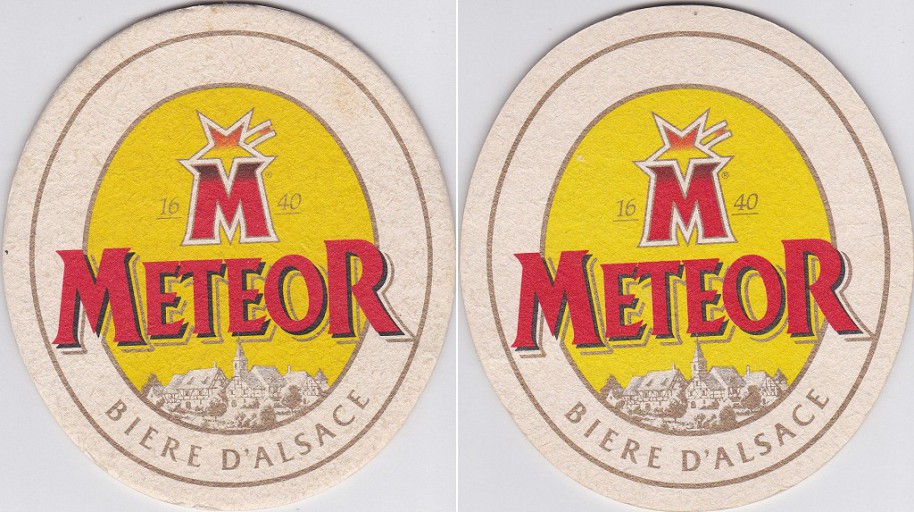 M®
16 40
METEOR
BIERE D'ALSACE
M®
16 40
METEOR
BIERE D'ALSACE